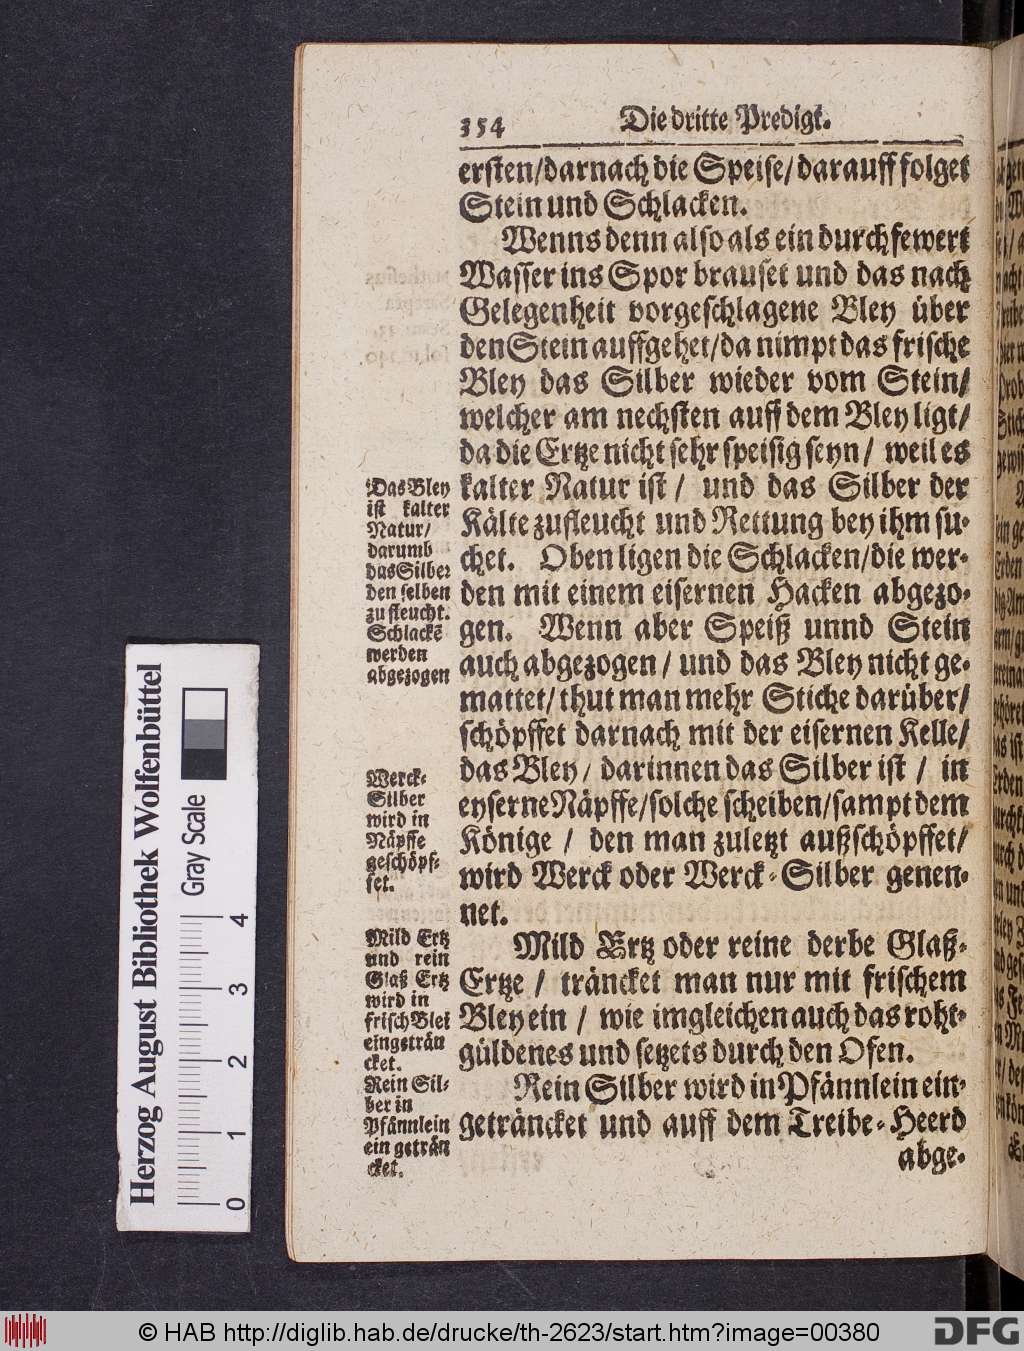 354 Die dritte Predigt.
ersten/darnach die Speise/darauff folget
Stein und Schlacken.
Wenns denn also als ein durchfewert
Wasser ins Spor brauset und das nach
Gelegenheit vorgeschlagene Bley über
den Stein auffgehet/da nimpt das frische
Bley das Silber wieder vom Stein/
welcher am nechsten auff dem Bley ligt/
da die Ertze nicht sehr speisig seyn/ weil es
kalter Natur ist/ und das Silber der
Kälte zufleucht und Rettung bey ihm su-
chet. Oben ligen die Schlacken/die wer-
den mit einem eisernen Hacken abgezo-
gen. Wenn aber Speiß unnd Stein
auch abgezogen/ und das Bley nicht ge-
mattet/ thut man mehr Stiche darüber/
schöpffet darnach mit der eisernen Kelle/
das Bley/ darinnen das Silber ist/ in
eyserne Näpffe/solche scheiben/sampt dem
Könige/ den man zuletzt außschöpffet/
wird Werck oder Werck-Silber genen-
net.
Mild Ertz oder reine derbe Glaß-
Ertze/ träncket man nur mit frischem
Bley ein/ wie imgleichen auch das roht-
güldenes und setzets durch den Ofen.
Rein Silber wird in Pfännlein ein-
geträncket und auff dem Treibe-Heerd
abge-
Das Bley
ist kalter
Natur/
darumb
das Silber
den selben
zu fleucht.
Schlackē
werden
abgezogen
Werck-
Silber
wird in
Näpffe
geschöpf-
fet.
Mild Ertz
und rein
Glaß Ertz
wird in
frisch Blei
eingeträn
cket.
Rein Sil-
ber in
Pfännlein
ein geträn
cket.
Herzog August Bibliothek Wolfenbüttel
Gray Scale
0 1 2 3 4
© HAB http://diglib.hab.de/drucke/th-2623/start.htm?image=00380
DFG